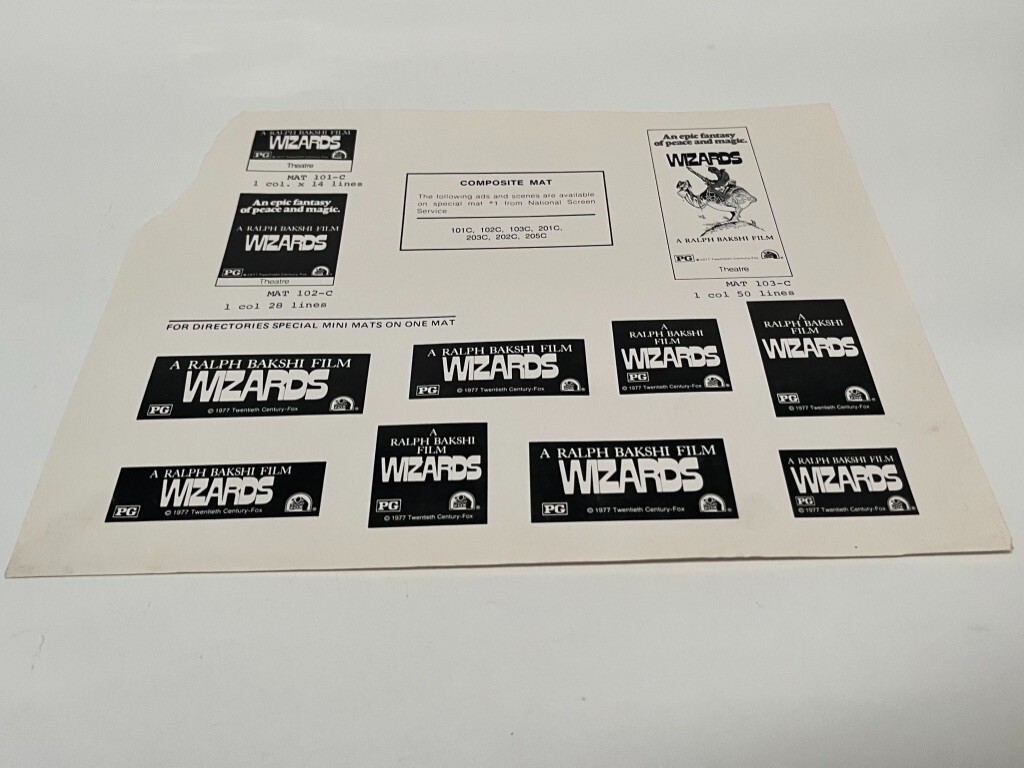 A RALPH BAKSHI FILM
WIZARDS
PG
Theatre
MAT 101-C
1 col. x 14 lines
An epic fantasy
of peace and magic.
A RALPH BAKSHI FILM
WIZARDS
PG
Theatre
MAT 102-C
1 col 28 lines
COMPOSITE MAT
The following ads and scenes are available
on special mat *1 from National Screen
Service
101C, 102C, 103C, 201C,
203C, 202C, 205C
An epic fantasy
of peace and magic.
WIZARDS
A RALPH BAKSHI FILM
PG
Theatre
MAT 103-C
1 col 50 lines
FOR DIRECTORIES SPECIAL MINI MATS ON ONE MAT
A RALPH BAKSHI FILM
WIZARDS
PG © 1977 Twentieth Century-Fox
A RALPH BAKSHI FILM
WIZARDS
PG © 1977 Twentieth Century-Fox
A
RALPH BAKSHI
FILM
WIZARDS
PG
© 1977 Twentieth Century-Fox
A
RALPH BAKSHI
FILM
WIZARDS
PG
© 1977 Twentieth Century-Fox
A RALPH BAKSHI FILM
WIZARDS
PG © 1977 Twentieth Century-Fox
A
RALPH BAKSHI
FILM
WIZARDS
PG
© 1977 Twentieth Century-Fox
A RALPH BAKSHI FILM
WIZARDS
PG © 1977 Twentieth Century-Fox
A RALPH BAKSHI FILM
WIZARDS
PG
© 1977 Twentieth Century-Fox